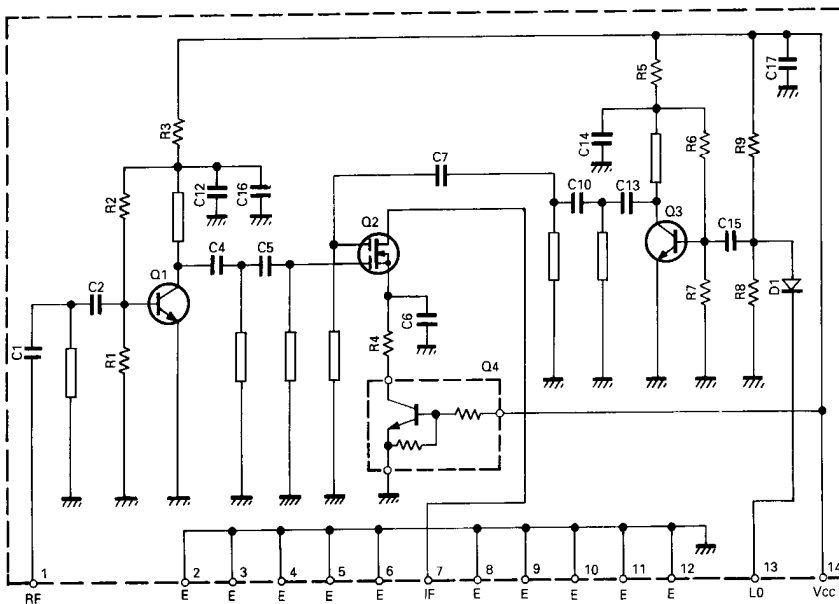 R5
C17
R3
C14
R6
R9
C7
R2
C12
C16
C10
C13
Q2
Q3
C15
Q1
C4
C5
C2
R7
R8
D1
C1
R1
R4
C6
Q4
1 2 3 4 5 6 7 8 9 10 11 12 13 14
RF E E E E E IF E E E E E LO Vcc